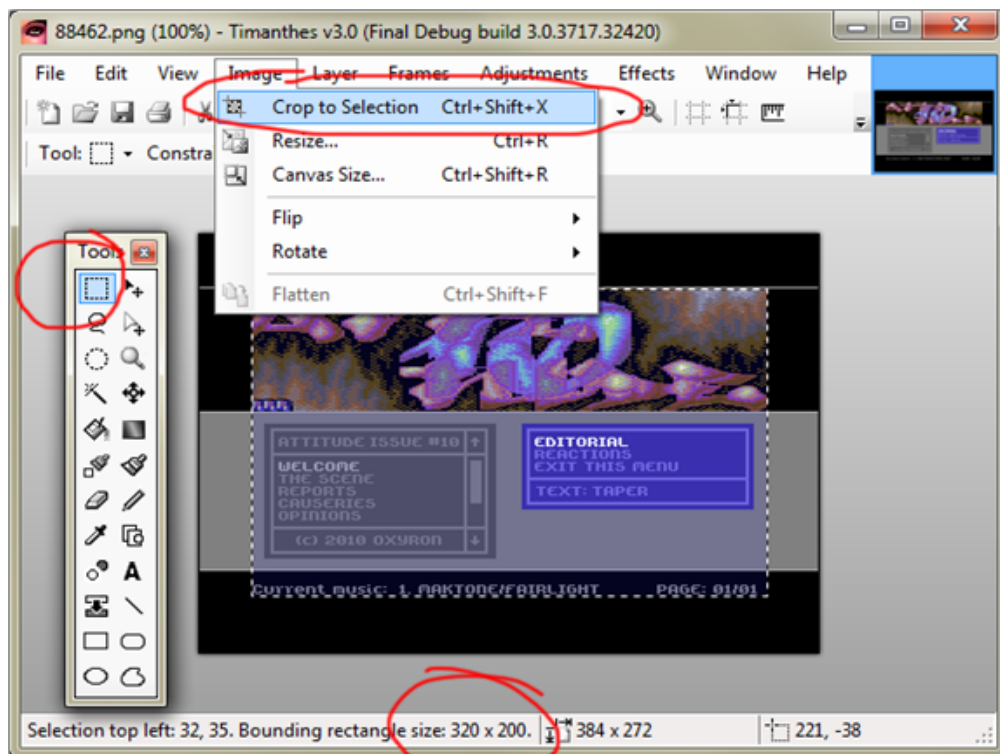 88462.png (100%) - Timanthes v3.0 (Final Debug build 3.0.3717.32420)
File Edit View Image Layer Frames Adjustments Effects Window Help
Crop to Selection Ctrl+Shift+X
Tool: Constra
Resize... Ctrl+R
Canvas Size... Ctrl+Shift+R
Flip
Rotate
Flatten Ctrl+Shift+F
Tools
A
ATTITUDE ISSUE #10
WELCOME
THE SCENE
REPORTS
CAUSERIES
OPINIONS
(c) 2010 OXYRON
EDITORIAL
REACTIONS
EXIT THIS MENU
TEXT: TAPER
Current music: 1. MAKTONE/FAIRLIGHT PAGE: 01/01
Selection top left: 32, 35. Bounding rectangle size: 320 x 200. 384 x 272 221, -38